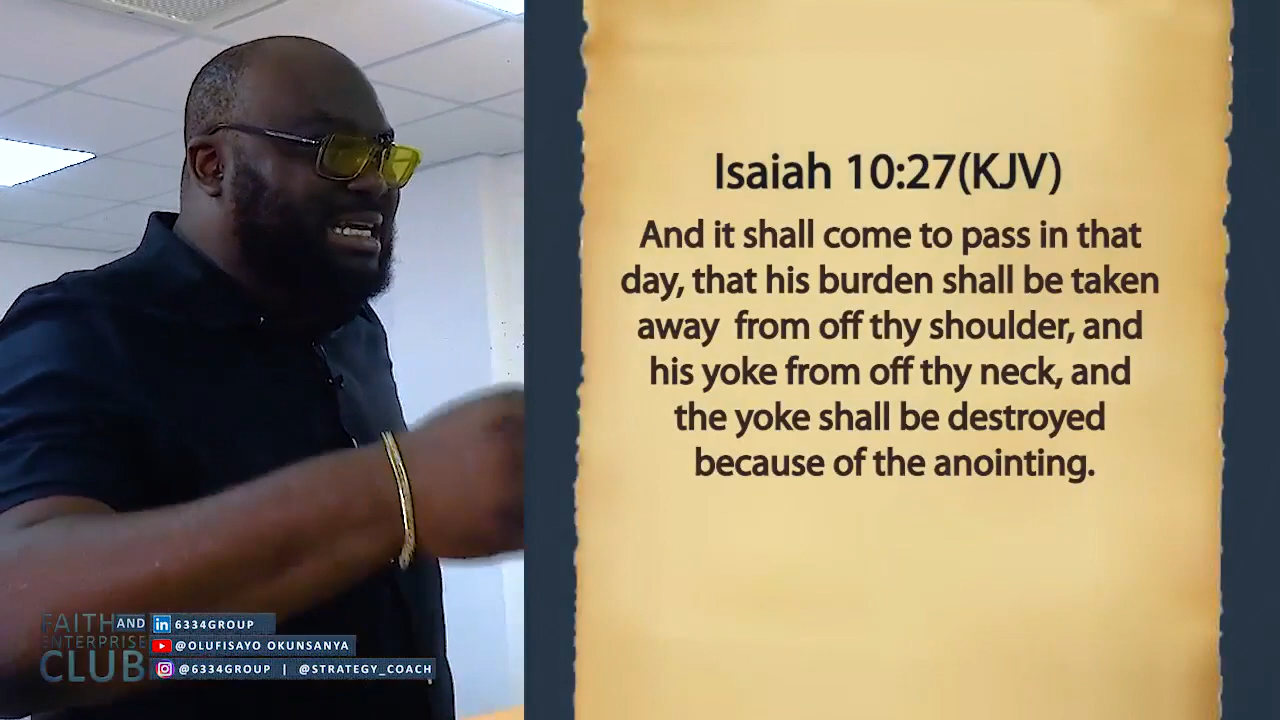 Isaiah 10:27(KJV)
And it shall come to pass in that
day, that his burden shall be taken
away from off thy shoulder, and
his yoke from off thy neck, and
the yoke shall be destroyed
because of the anointing.
FAITH AND
ENTERPRISE
CLUB
in 6334GROUP
@OLUFISAYO OKUNSANYA
@6334GROUP | @STRATEGY_COACH